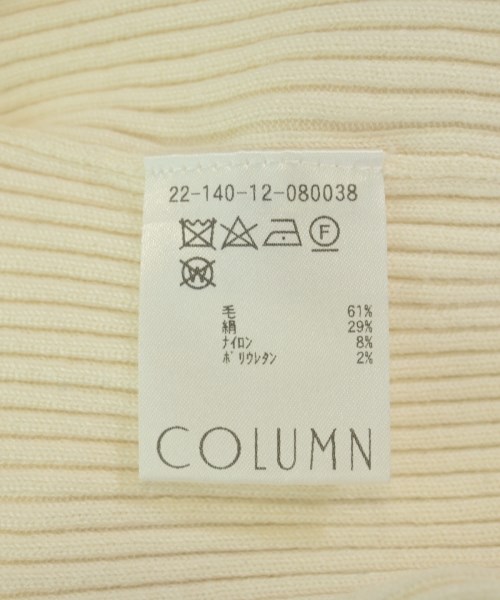 22-140-12-080038
F
W
毛 61%
絹 29%
ナイロン 8%
ポリウレタン 2%
COLUMN